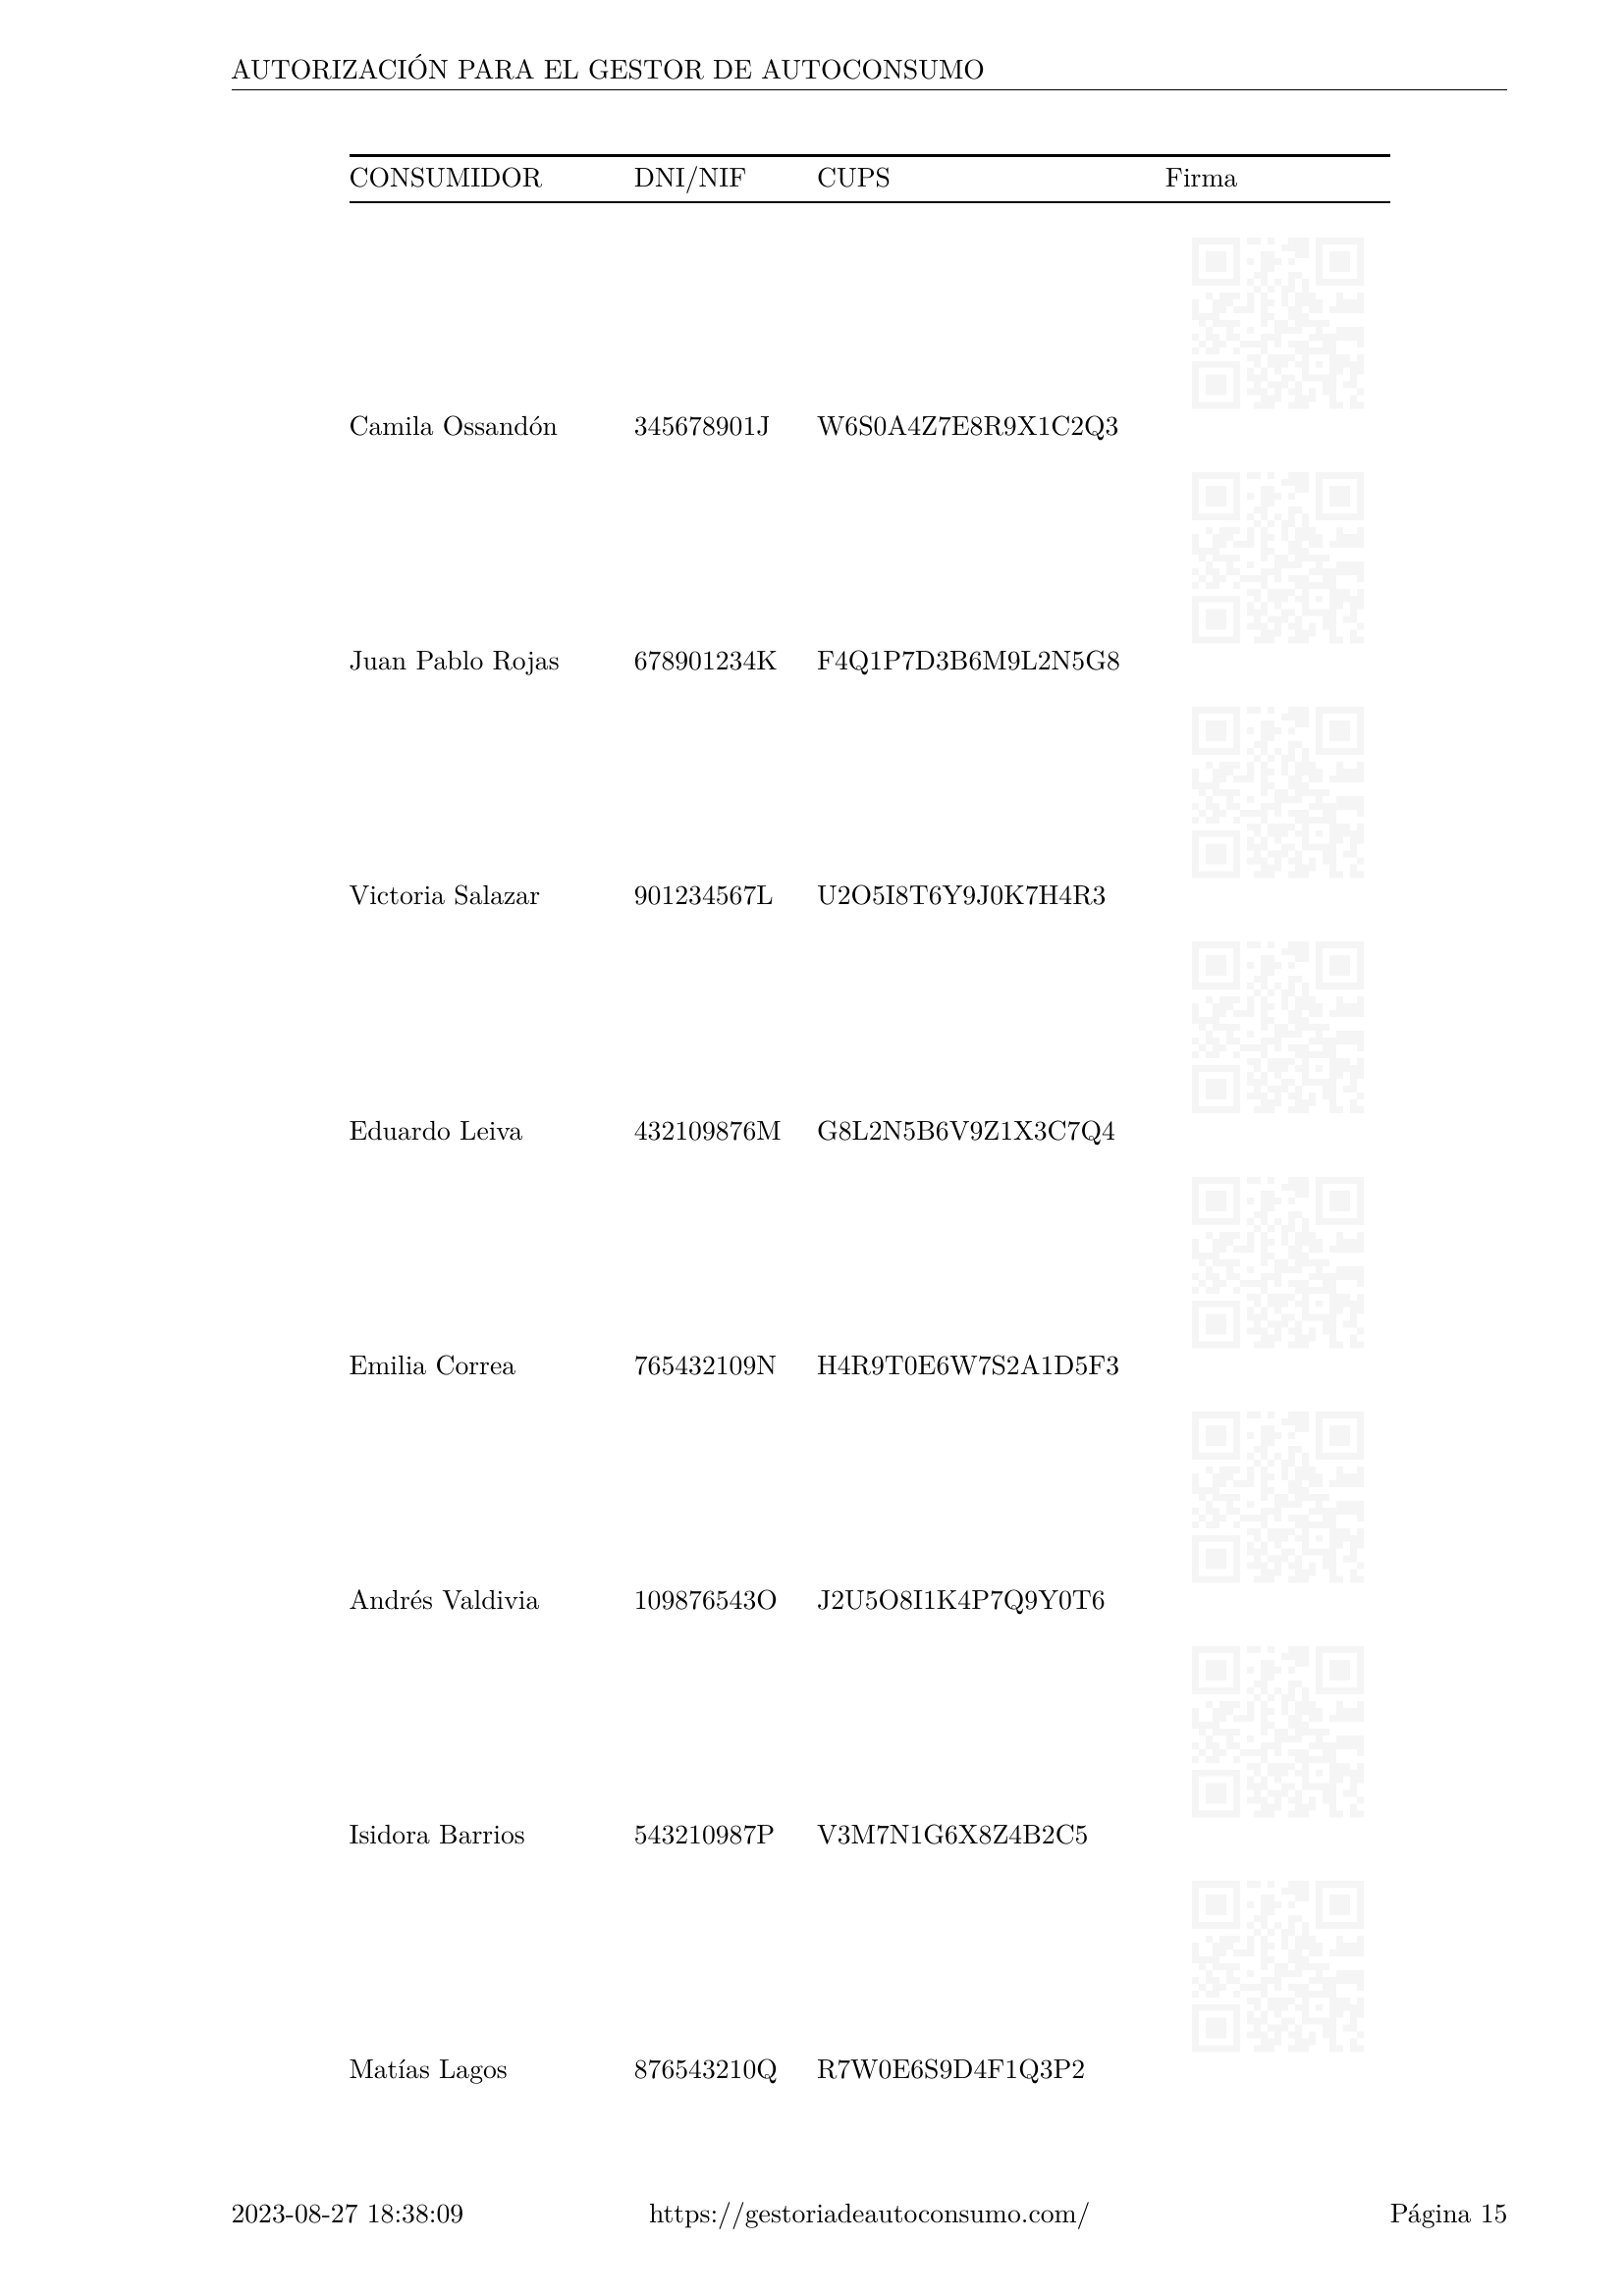 AUTORIZACIÓN PARA EL GESTOR DE AUTOCONSUMO
CONSUMIDOR DNI/NIF CUPS Firma
Camila Ossandón 345678901J W6S0A4Z7E8R9X1C2Q3
Juan Pablo Rojas 678901234K F4Q1P7D3B6M9L2N5G8
Victoria Salazar 901234567L U2O5I8T6Y9J0K7H4R3
Eduardo Leiva 432109876M G8L2N5B6V9Z1X3C7Q4
Emilia Correa 765432109N H4R9T0E6W7S2A1D5F3
Andrés Valdivia 109876543O J2U5O8I1K4P7Q9Y0T6
Isidora Barrios 543210987P V3M7N1G6X8Z4B2C5
Matías Lagos 876543210Q R7W0E6S9D4F1Q3P2
2023-08-27 18:38:09 https://gestoriadeautoconsumo.com/ Página 15